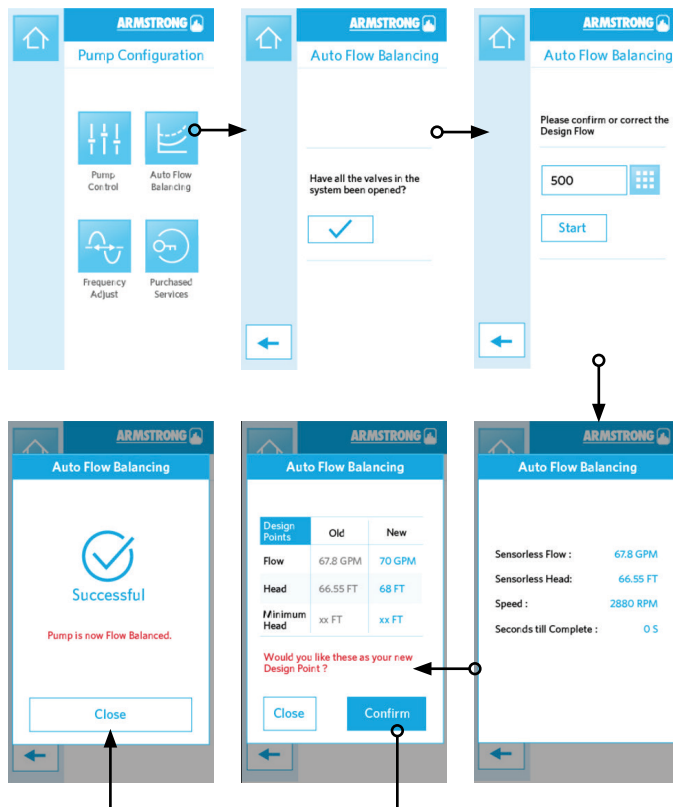 ARMSTRONG
Pump Configuration
Pump
Control
Auto Flow
Balancing
Frequency
Adjust
Purchased
Services
ARMSTRONG
Auto Flow Balancing
Have all the valves in the
system been opened?
ARMSTRONG
Auto Flow Balancing
Please confirm or correct the
Design Flow
500
Start
ARMSTRONG
Auto Flow Balancing
Successful
Pump is now Flow Balanced.
Close
ARMSTRONG
Auto Flow Balancing
Design
Points
Old
New
Flow
67.8 GPM
70 GPM
Head
66.55 FT
68 FT
Minimum
Head
xx FT
xx FT
Would you like these as your new
Design Point ?
Close
Confirm
ARMSTRONG
Auto Flow Balancing
Sensorless Flow :
67.8 GPM
Sensorless Head:
66.55 FT
Speed :
2880 RPM
Seconds till Complete :
0 S